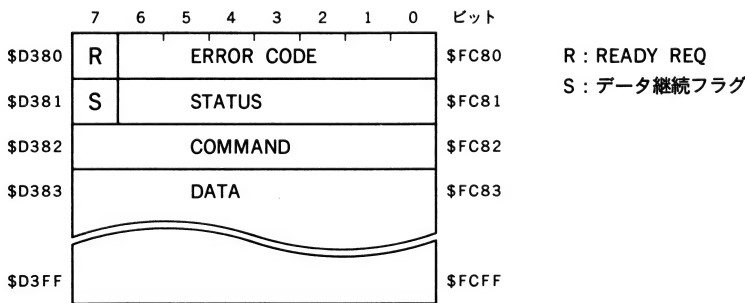 7 6 5 4 3 2 1 0 ビット
$D380 R ERROR CODE $FC80 R : READY REQ
$D381 S STATUS $FC81 S : データ継続フラグ
$D382 COMMAND $FC82
$D383 DATA $FC83
$D3FF $FCFF